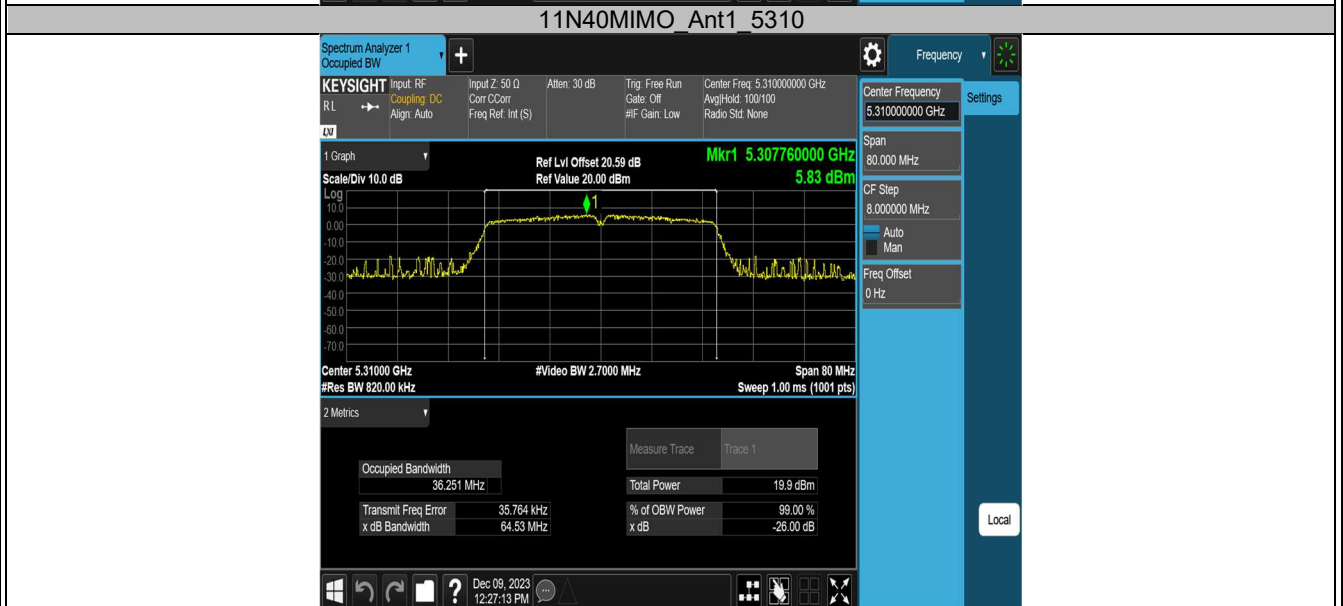 11N40MIMO_Ant1_5310
Spectrum Analyzer 1
Occupied BW
+
Frequency
KEYSIGHT
RL
LXI
Input: RF
Coupling: DC
Align: Auto
Input Z: 50 Ω
Corr CCorr
Freq Ref: Int (S)
Atten: 30 dB
Trig: Free Run
Gate: Off
#IF Gain: Low
Center Freq: 5.310000000 GHz
Avg|Hold: 100/100
Radio Std: None
Center Frequency
5.310000000 GHz
Settings
Span
80.000 MHz
CF Step
8.000000 MHz
Auto
Man
Freq Offset
0 Hz
Local
1 Graph
Scale/Div 10.0 dB
Ref Lvl Offset 20.59 dB
Ref Value 20.00 dBm
Mkr1 5.307760000 GHz
5.83 dBm
Log
10.0
0.00
-10.0
-20.0
-30.0
-40.0
-50.0
-60.0
-70.0
1
Center 5.31000 GHz
#Video BW 2.7000 MHz
Span 80 MHz
#Res BW 820.00 kHz
Sweep 1.00 ms (1001 pts)
2 Metrics
Measure Trace
Trace 1
Occupied Bandwidth
36.251 MHz
Total Power
19.9 dBm
Transmit Freq Error
35.764 kHz
% of OBW Power
99.00 %
x dB Bandwidth
64.53 MHz
x dB
-26.00 dB
?
Dec 09, 2023
12:27:13 PM